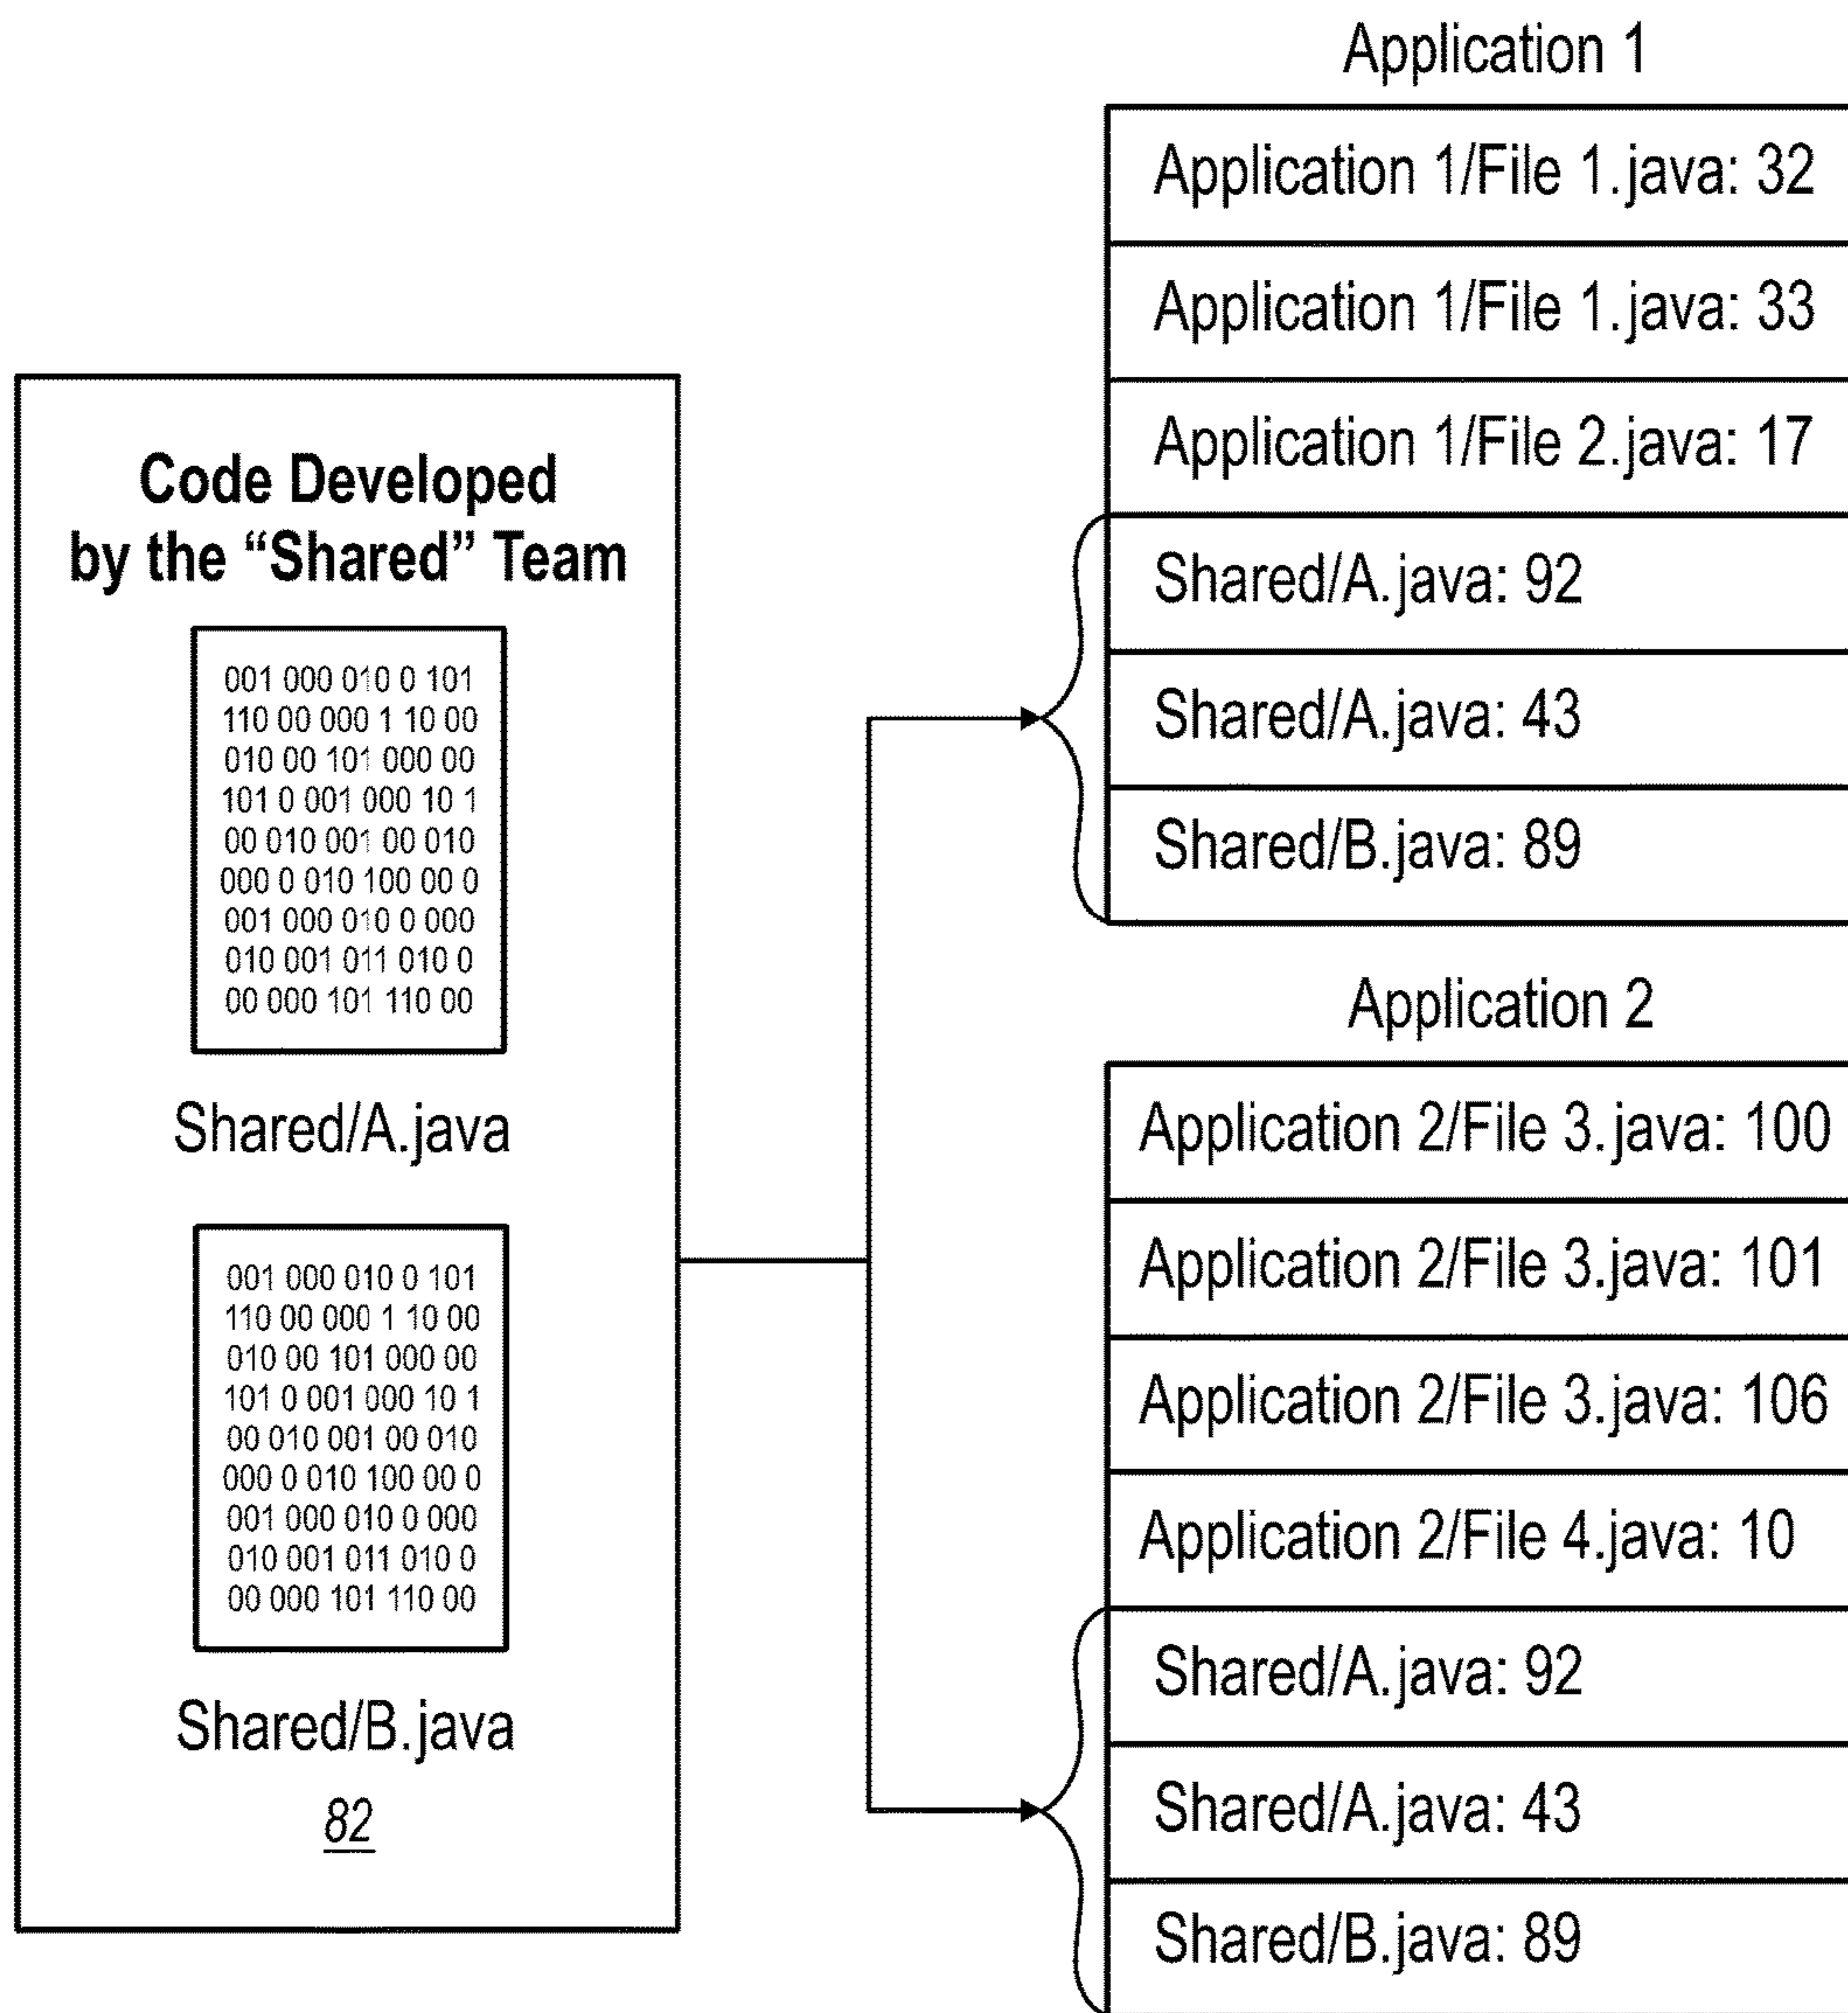 Code Developed
by the “Shared” Team
001 000 010 0 101
110 00 000 1 10 00
010 00 101 000 00
101 0 001 000 10 1
00 010 001 00 010
000 0 010 100 00 0
001 000 010 0 000
010 001 011 010 0
00 000 101 110 00
Shared/A.java
001 000 010 0 101
110 00 000 1 10 00
010 00 101 000 00
101 0 001 000 10 1
00 010 001 00 010
000 0 010 100 00 0
001 000 010 0 000
010 001 011 010 0
00 000 101 110 00
Shared/B.java
82
Application 1
Application 1/File 1.java: 32
Application 1/File 1.java: 33
Application 1/File 2.java: 17
Shared/A.java: 92
Shared/A.java: 43
Shared/B.java: 89
Application 2
Application 2/File 3.java: 100
Application 2/File 3.java: 101
Application 2/File 3.java: 106
Application 2/File 4.java: 10
Shared/A.java: 92
Shared/A.java: 43
Shared/B.java: 89